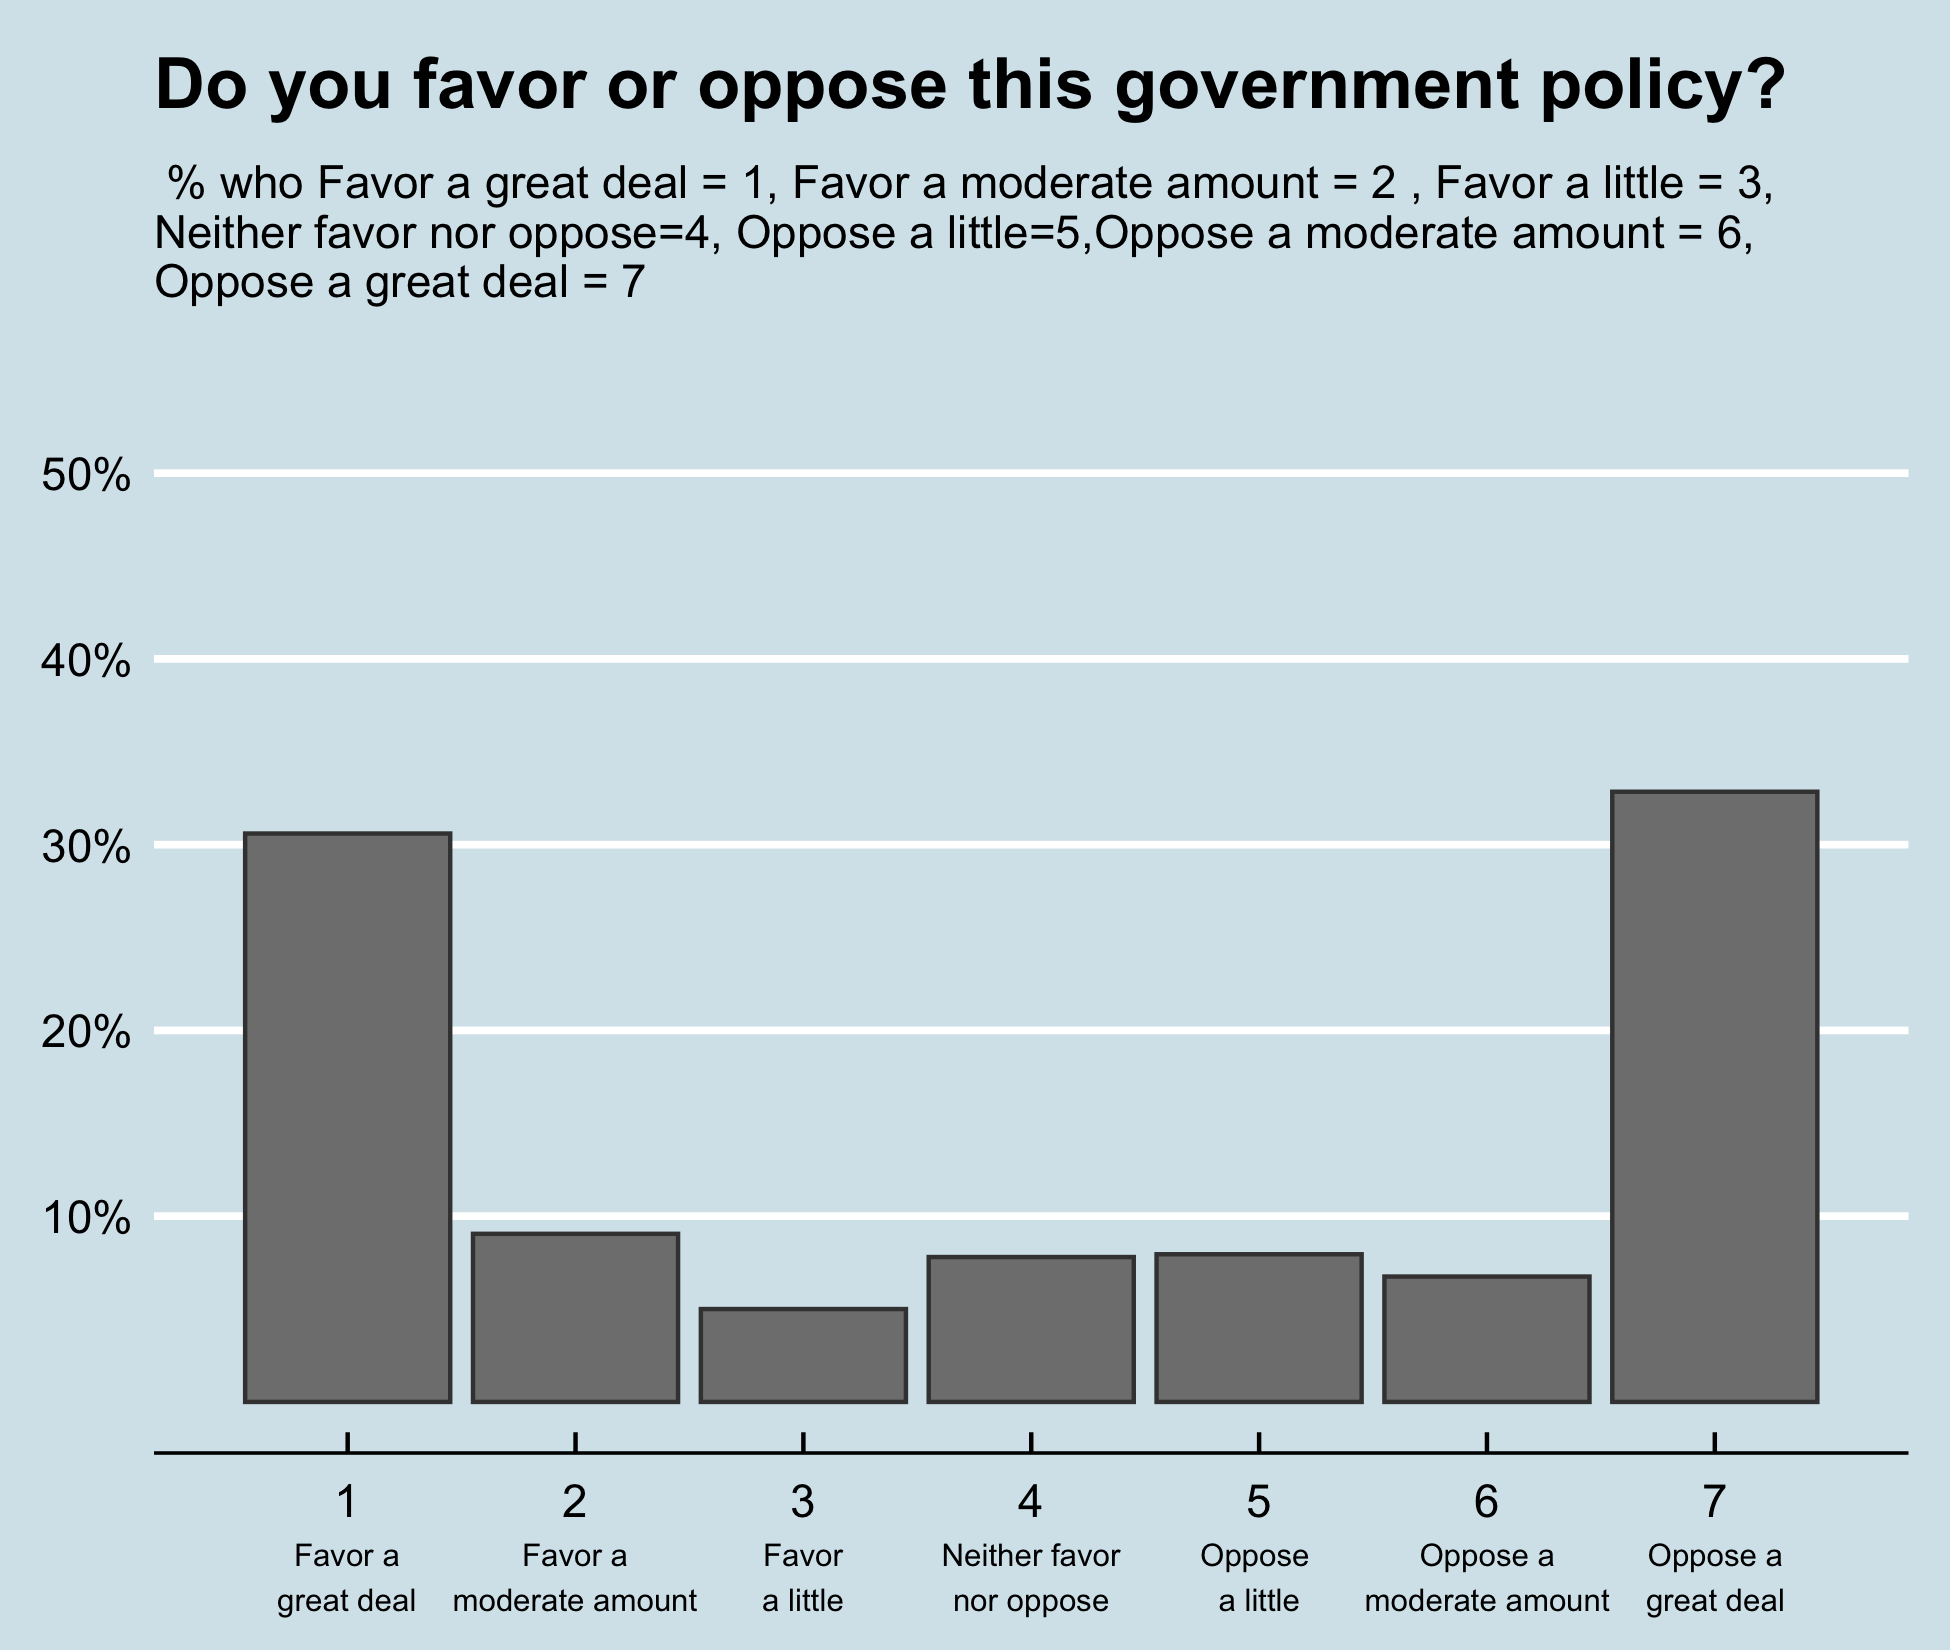 Do you favor or oppose this government policy?
% who Favor a great deal = 1, Favor a moderate amount = 2 , Favor a little = 3,
Neither favor nor oppose=4, Oppose a little=5,Oppose a moderate amount = 6,
Oppose a great deal = 7
50%
40%
30%
20%
10%
1 2 3 4 5 6 7
Favor a Favor a Favor Neither favor Oppose Oppose a Oppose a
great deal moderate amount a little nor oppose a little moderate amount great deal